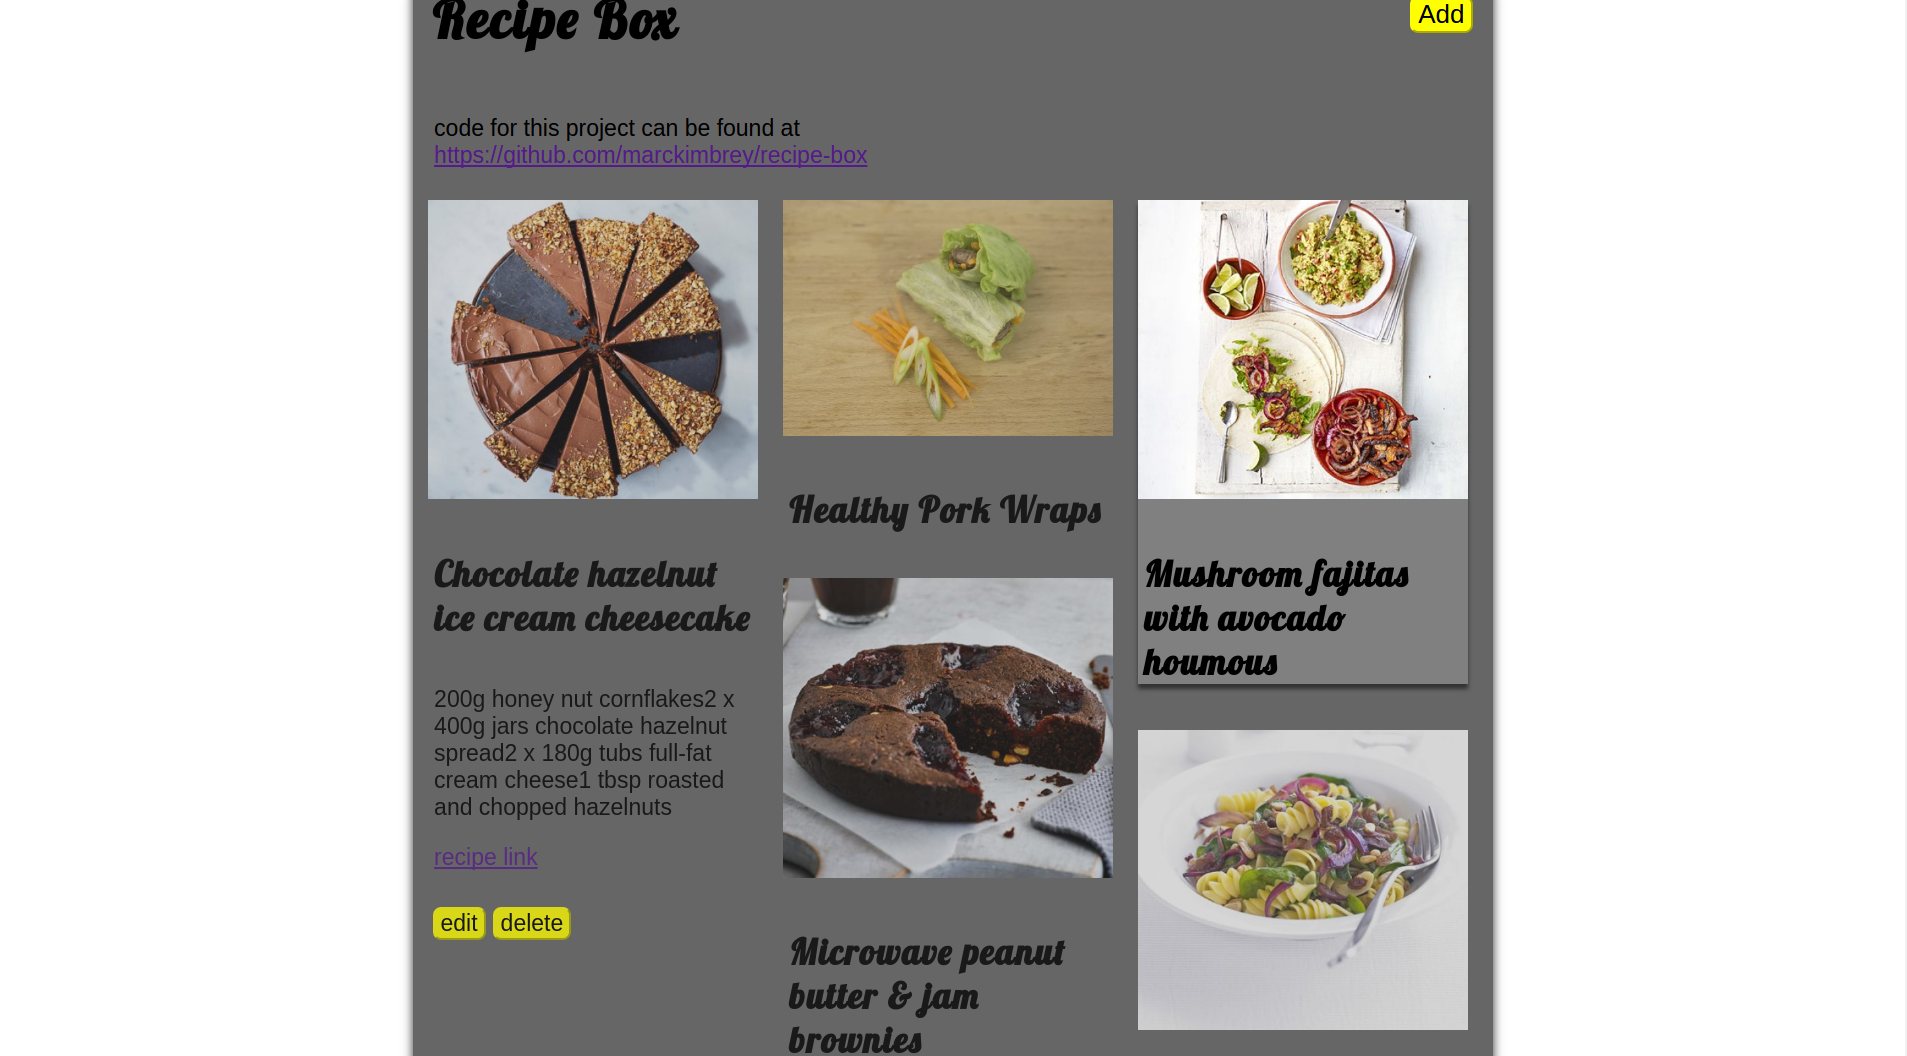 Recipe Box
Add
code for this project can be found at
https://github.com/marckimbrey/recipe-box
Chocolate hazelnut
ice cream cheesecake
200g honey nut cornflakes2 x
400g jars chocolate hazelnut
spread2 x 180g tubs full-fat
cream cheese1 tbsp roasted
and chopped hazelnuts
recipe link
edit delete
Healthy Pork Wraps
Microwave peanut
butter & jam
brownies
Mushroom fajitas
with avocado
houmous